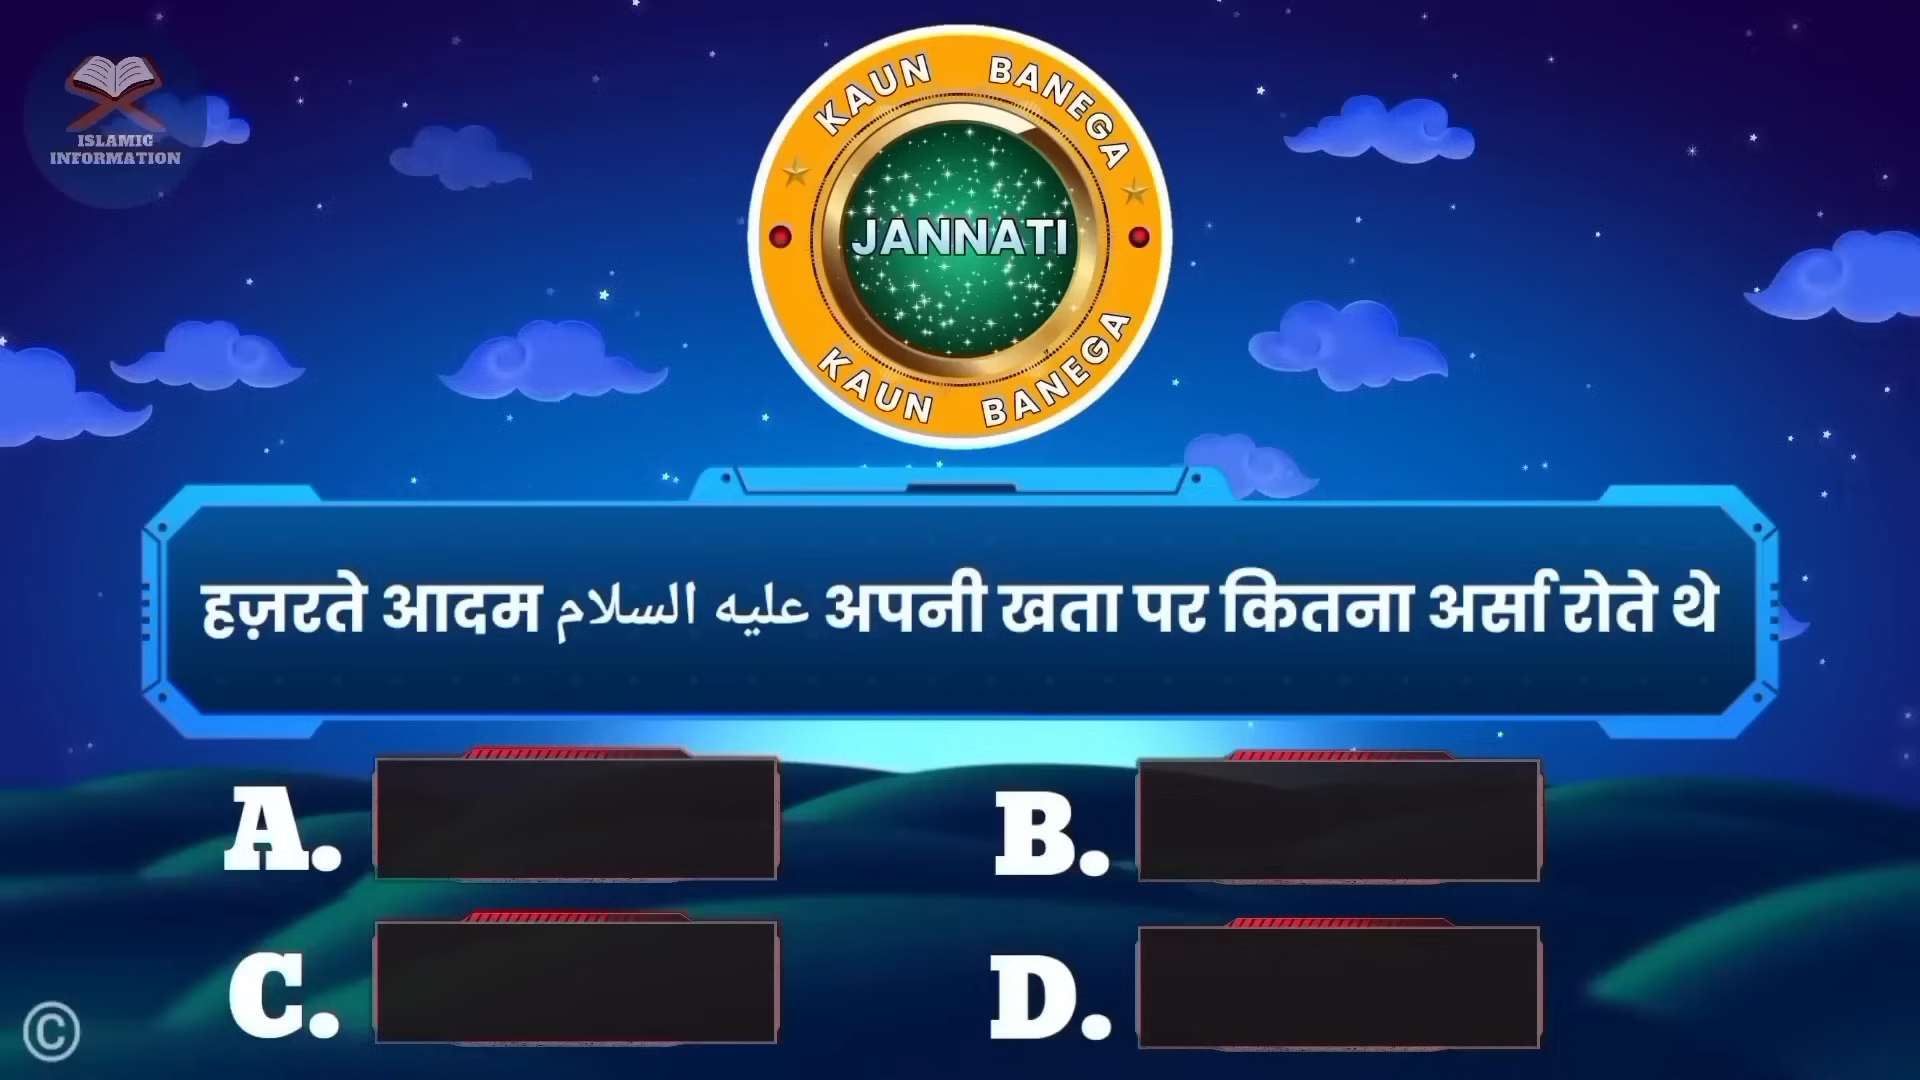 ISLAMIC
INFORMATION
KAUN BANEGA
JANNATI
KAUN BANEGA
हज़रते आदम عليه السلام अपनी खता पर कितना अर्सा रोते थे
A.
B.
C.
D.
©